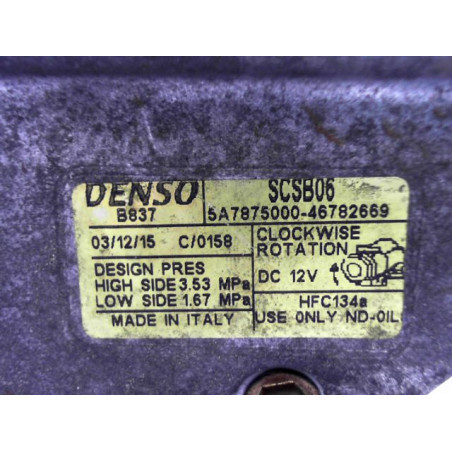 DENSO SCSB06
B837 5A7875000-46782669
03/12/15 C/0158
CLOCKWISE
ROTATION
DC 12V
DESIGN PRES
HIGH SIDE 3.53 MPa
LOW SIDE 1.67 MPa
MADE IN ITALY
HFC134a
USE ONLY ND-OIL